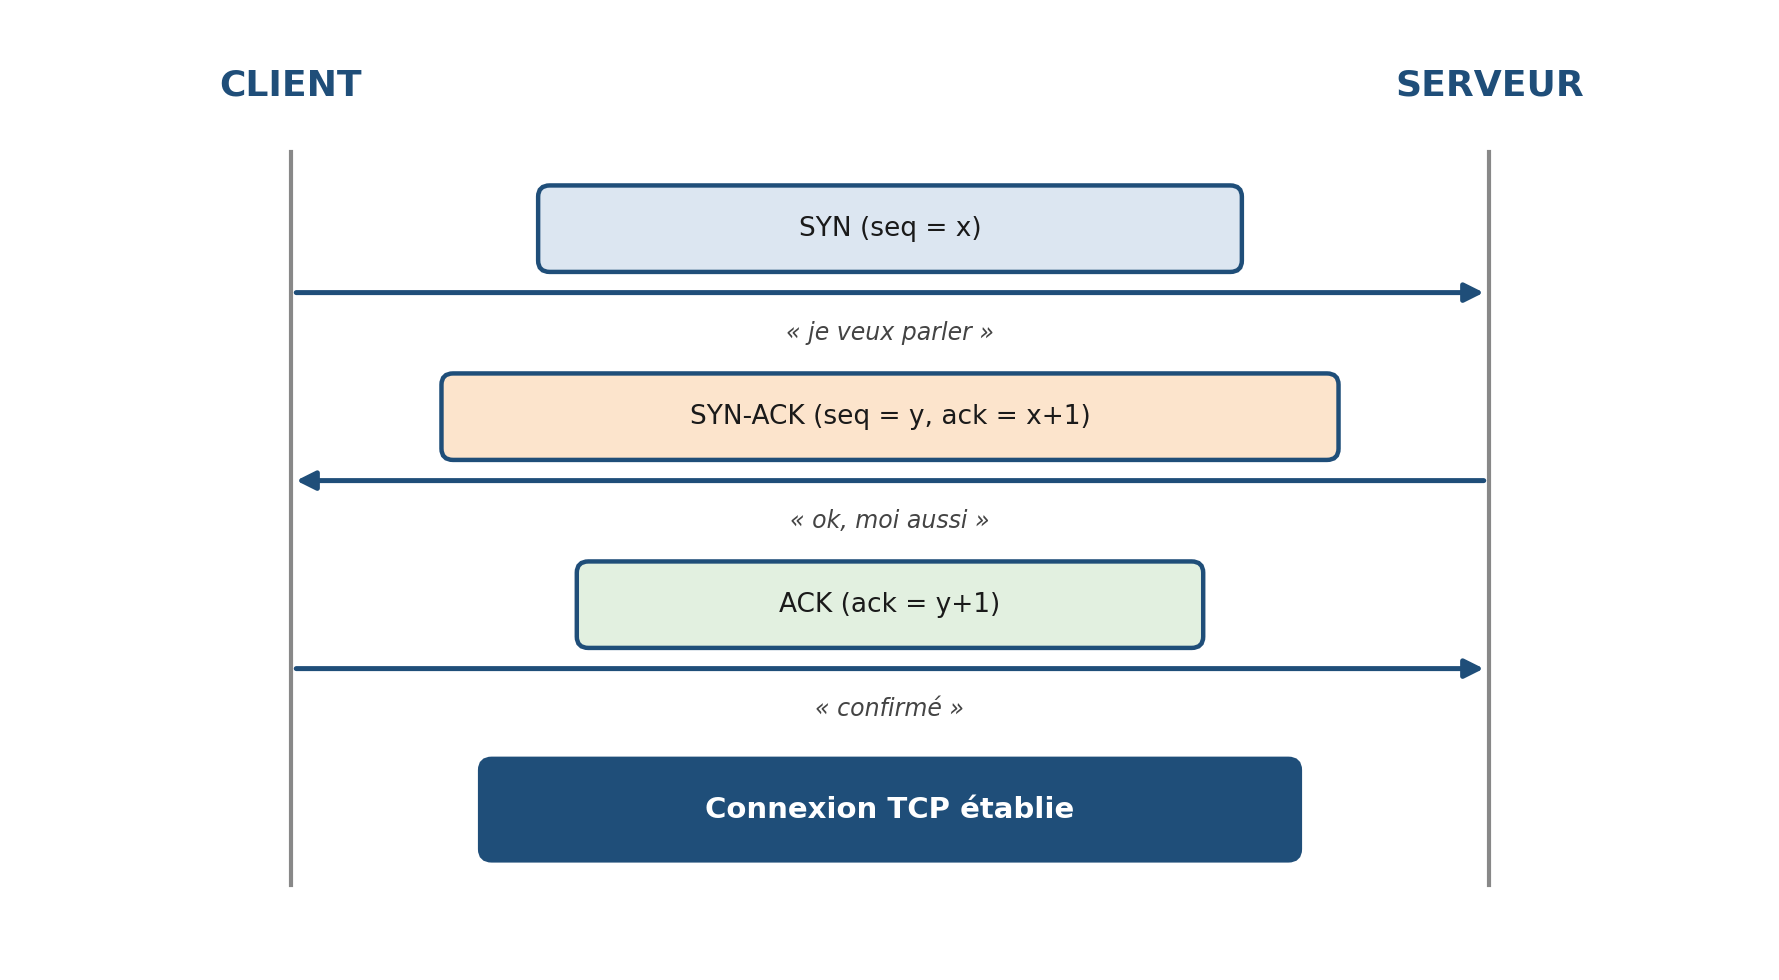 CLIENT
SERVEUR
SYN (seq = x)
« je veux parler »
SYN-ACK (seq = y, ack = x+1)
« ok, moi aussi »
ACK (ack = y+1)
« confirmé »
Connexion TCP établie